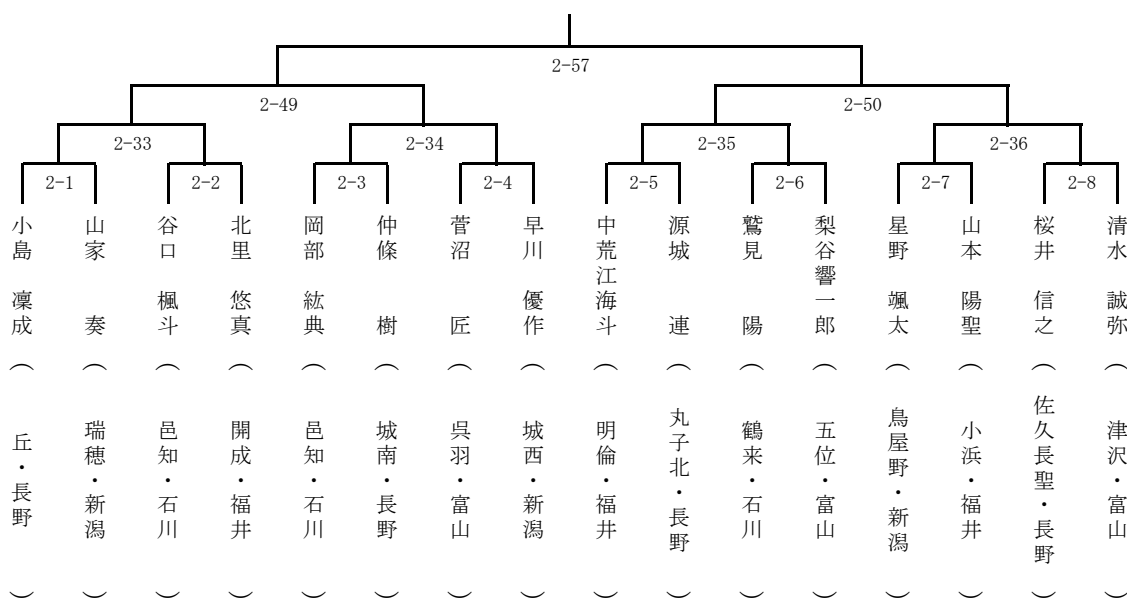 2-57
2-49
2-50
2-33
2-34
2-35
2-36
2-1
2-2
2-3
2-4
2-5
2-6
2-7
2-8
小島 凜成（丘・長野）
山家 奏（瑞穂・新潟）
谷口 楓斗（邑知・石川）
北里 悠真（開成・福井）
岡部 紘典（邑知・石川）
仲條 樹（城南・長野）
菅沼 匠（呉羽・富山）
早川 優作（城西・新潟）
中荒江海斗（明倫・福井）
源城 連（丸子北・長野）
鷲見 陽（鶴来・石川）
梨谷響一郎（五位・富山）
星野 颯太（鳥屋野・新潟）
山本 陽聖（小浜・福井）
桜井 信之（佐久長聖・長野）
清水 誠弥（津沢・富山）